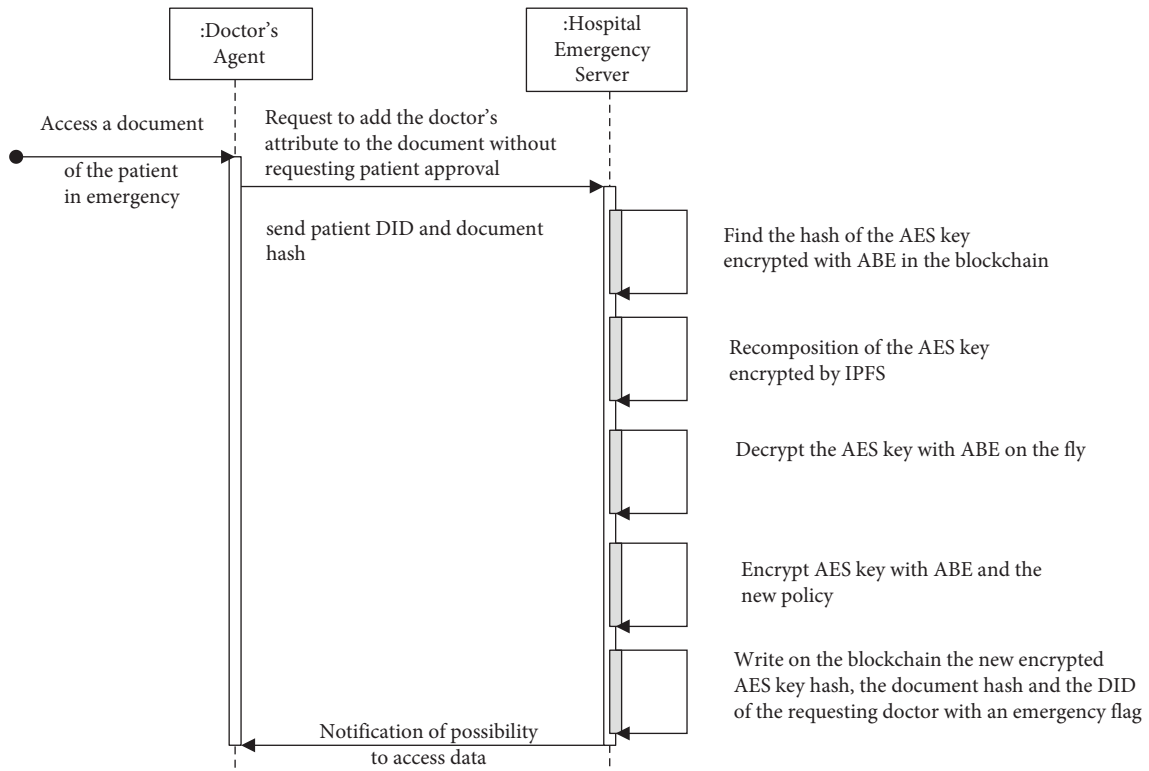 :Doctor's
Agent
:Hospital
Emergency
Server
Access a document
of the patient
in emergency
Request to add the doctor's
attribute to the document without
requesting patient approval
send patient DID and document
hash
Find the hash of the AES key
encrypted with ABE in the blockchain
Recomposition of the AES key
encrypted by IPFS
Decrypt the AES key with ABE on the fly
Encrypt AES key with ABE and the
new policy
Write on the blockchain the new encrypted
AES key hash, the document hash and the DID
of the requesting doctor with an emergency flag
Notification of possibility
to access data